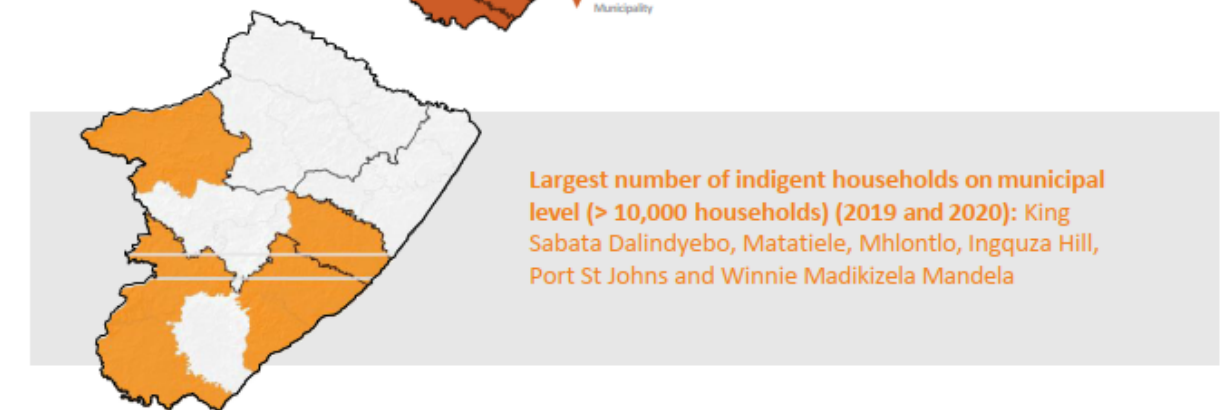 Municipality
Largest number of indigent households on municipal
level (> 10,000 households) (2019 and 2020): King
Sabata Dalindyebo, Matatiele, Mhlontlo, Ingquza Hill,
Port St Johns and Winnie Madikizela Mandela